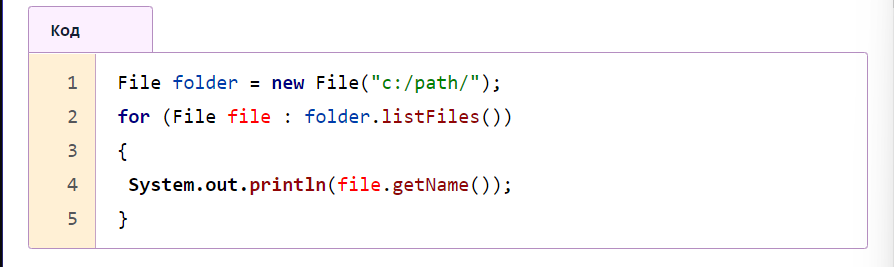 Код
1 File folder = new File("c:/path/");
2 for (File file : folder.listFiles())
3 {
4  System.out.println(file.getName());
5 }